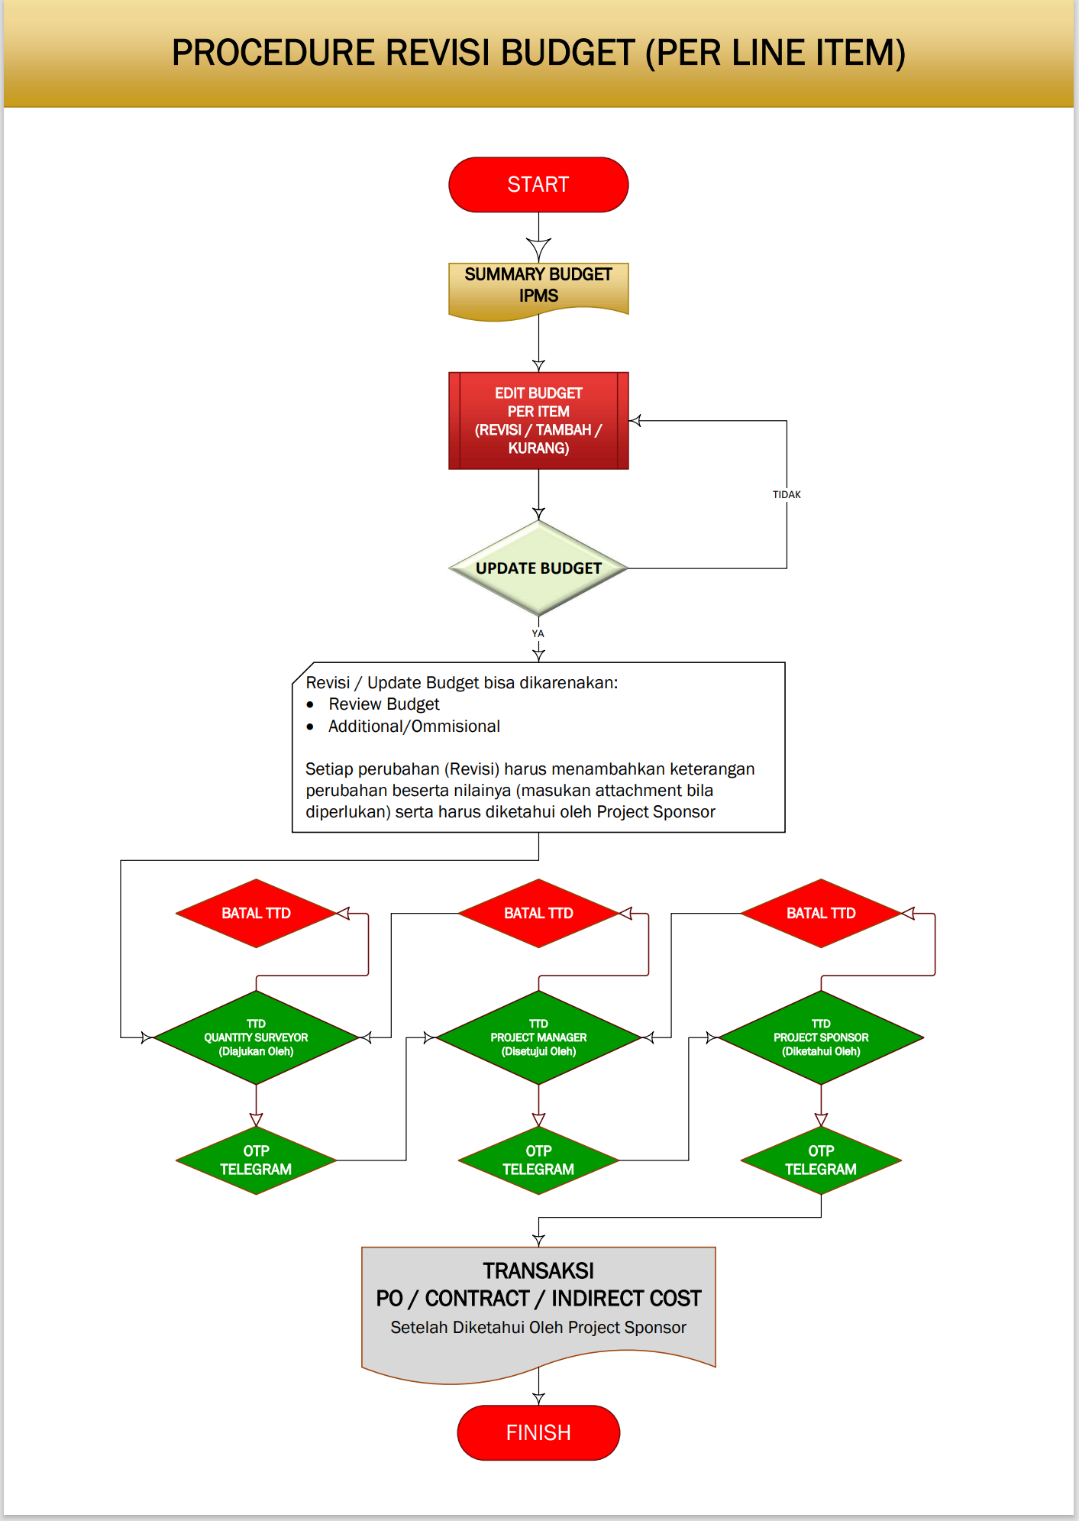 PROCEDURE REVISI BUDGET (PER LINE ITEM)
START
SUMMARY BUDGET
IPMS
EDIT BUDGET
PER ITEM
(REVISI / TAMBAH /
KURANG)
TIDAK
UPDATE BUDGET
YA
Revisi / Update Budget bisa dikarenakan:
• Review Budget
• Additional/Ommisional
Setiap perubahan (Revisi) harus menambahkan keterangan
perubahan beserta nilainya (masukan attachment bila
diperlukan) serta harus diketahui oleh Project Sponsor
BATAL TTD
BATAL TTD
BATAL TTD
TTD
QUANTITY SURVEYOR
(Diajukan Oleh)
TTD
PROJECT MANAGER
(Disetujui Oleh)
TTD
PROJECT SPONSOR
(Diketahui Oleh)
OTP
TELEGRAM
OTP
TELEGRAM
OTP
TELEGRAM
TRANSAKSI
PO / CONTRACT / INDIRECT COST
Setelah Diketahui Oleh Project Sponsor
FINISH